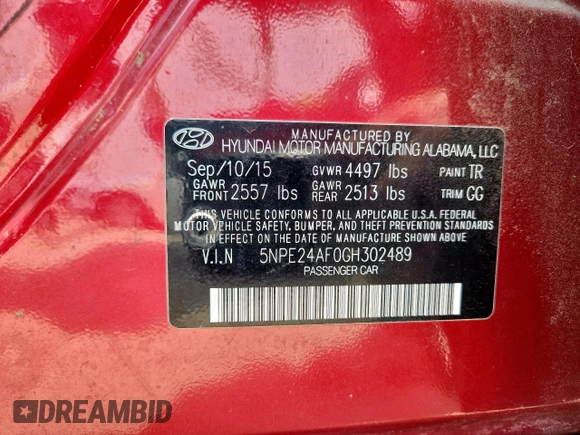 MANUFACTURED BY
HYUNDAI MOTOR MANUFACTURING ALABAMA, LLC
Sep/10/15 GVWR 4497 lbs PAINT TR
GAWR FRONT 2557 lbs GAWR REAR 2513 lbs TRIM GG
THIS VEHICLE CONFORMS TO ALL APPLICABLE U.S.A. FEDERAL
MOTOR VEHICLE SAFETY, BUMPER, AND THEFT PREVENTION STANDARDS
IN EFFECT ON THE DATE OF MANUFACTURE SHOWN ABOVE
V.I.N 5NPE24AF0GH302489
PASSENGER CAR
DREAMBID